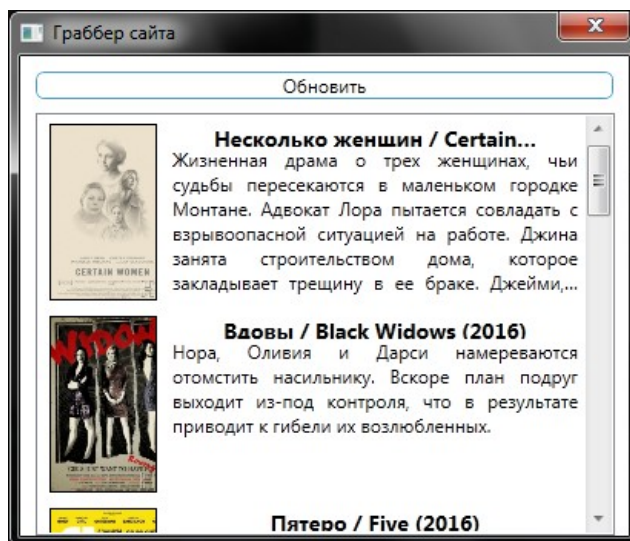 Граббер сайта
Обновить
Несколько женщин / Certain...
Жизненная драма о трех женщинах, чьи
судьбы пересекаются в маленьком городке
Монтане. Адвокат Лора пытается совладать с
взрывоопасной ситуацией на работе. Джина
занята строительством дома, которое
закладывает трещину в ее браке. Джейми,...
CERTAIN WOMEN
Вдовы / Black Widows (2016)
Нора, Оливия и Дарси намереваются
отомстить насильнику. Вскоре план подруг
выходит из-под контроля, что в результате
приводит к гибели их возлюбленных.
WIDOW
Пятеро / Five (2016)